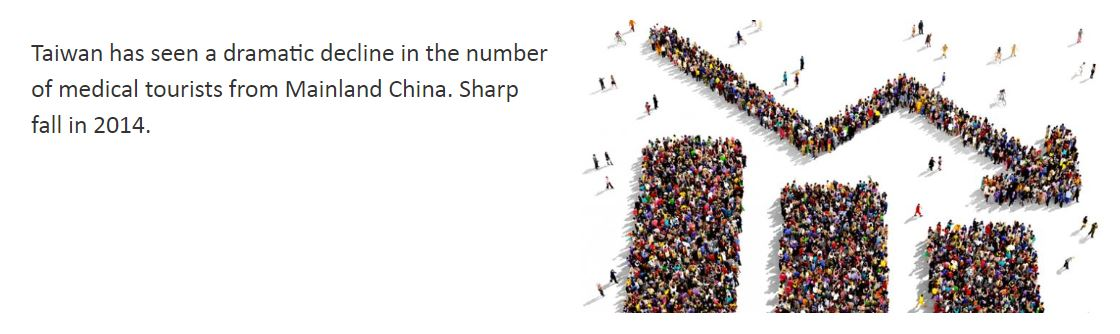 Taiwan has seen a dramatic decline in the number
of medical tourists from Mainland China. Sharp
fall in 2014.